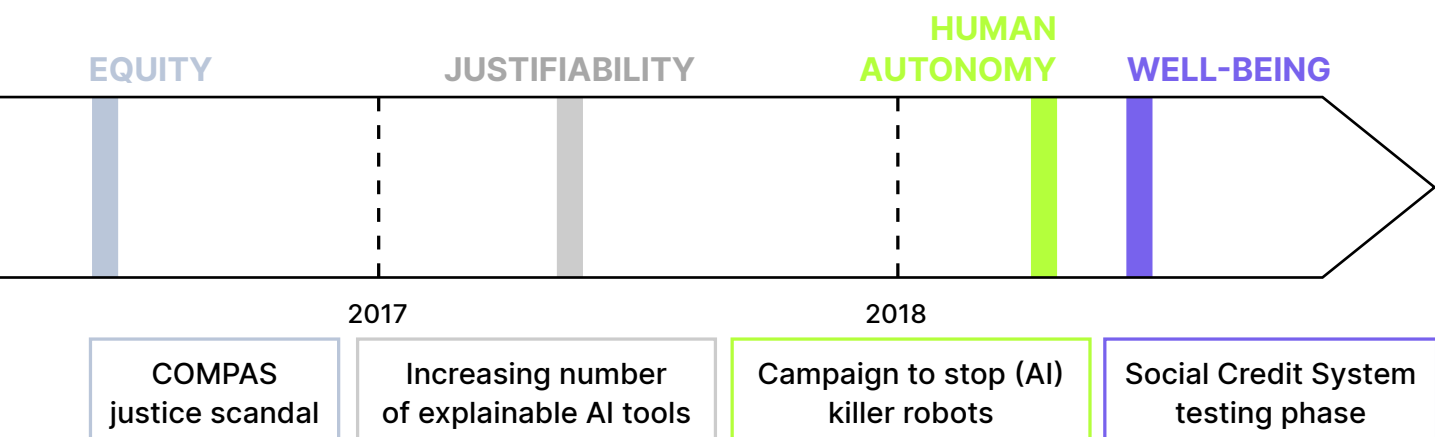 EQUITY
JUSTIFIABILITY
HUMAN
AUTONOMY
WELL-BEING
2017
2018
COMPAS
justice scandal
Increasing number
of explainable AI tools
Campaign to stop (AI)
killer robots
Social Credit System
testing phase